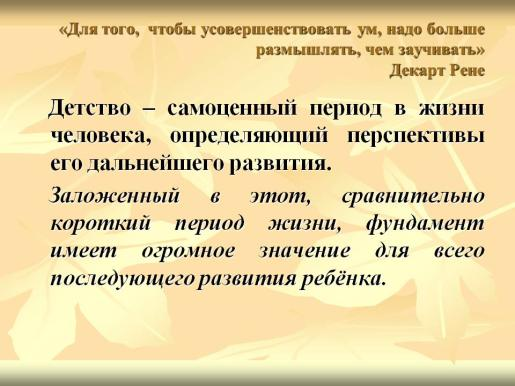 «Для того, чтобы усовершенствовать ум, надо больше
размышлять, чем заучивать»
Декарт Рене
Детство – самоценный период в жизни
человека, определяющий перспективы
его дальнейшего развития.
Заложенный в этот, сравнительно
короткий период жизни, фундамент
имеет огромное значение для всего
последующего развития ребёнка.